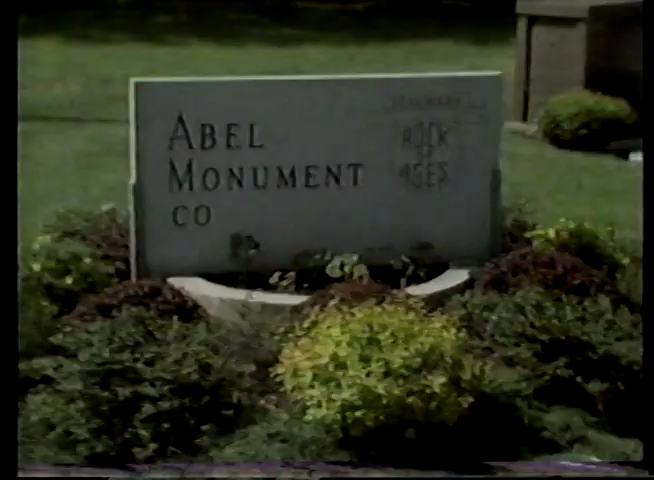 ABEL
MONUMENT
CO
ROCK
OF
AGES